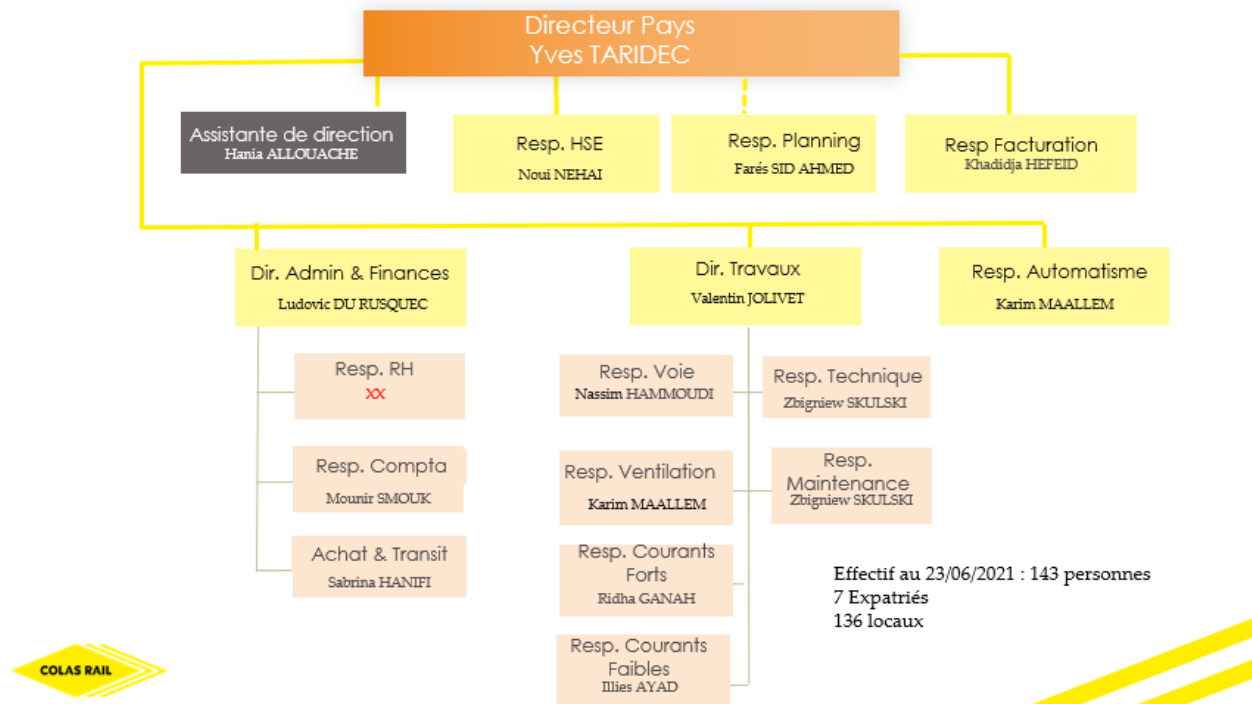 Directeur Pays
Yves TARIDEC
Assistante de direction
Hania ALLOUACHE
Resp. HSE
Noui NEHAI
Resp. Planning
Farés SID AHMED
Resp Facturation
Khadidja HEFEID
Dir. Admin & Finances
Ludovic DU RUSQUEC
Dir. Travaux
Valentin JOLIVET
Resp. Automatisme
Karim MAALLEM
Resp. RH
XX
Resp. Voie
Nassim HAMMOUDI
Resp. Technique
Zbigniew SKULSKI
Resp. Compta
Mounir SMOUK
Resp. Ventilation
Karim MAALLEM
Resp.
Maintenance
Zbigniew SKULSKI
Achat & Transit
Sabrina HANIFI
Resp. Courants
Forts
Ridha GANAH
Resp. Courants
Faibles
Illies AYAD
Effectif au 23/06/2021 : 143 personnes
7 Expatriés
136 locaux
COLAS RAIL